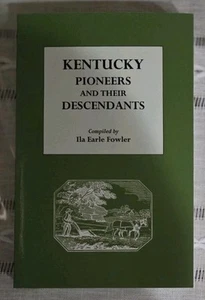 KENTUCKY
PIONEERS
AND THEIR
DESCENDANTS
Compiled by
Ila Earle Fowler